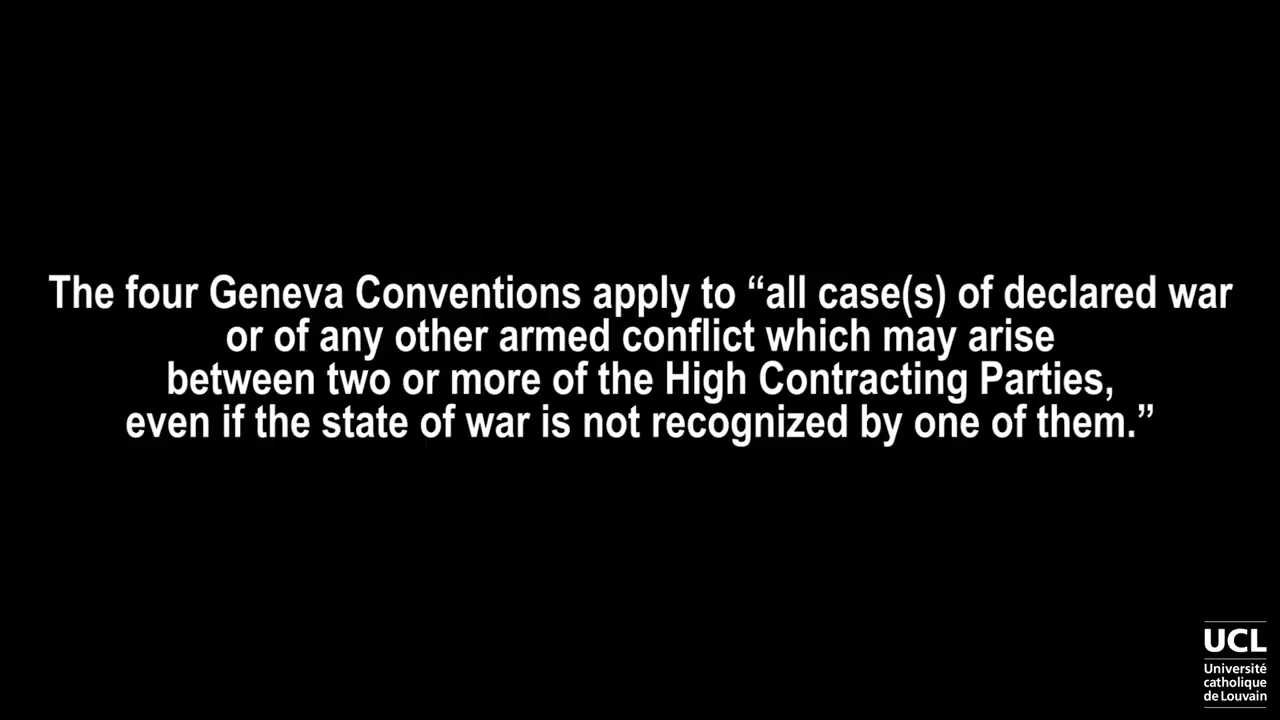 The four Geneva Conventions apply to “all case(s) of declared war
or of any other armed conflict which may arise
between two or more of the High Contracting Parties,
even if the state of war is not recognized by one of them.”
UCL
Université
catholique
de Louvain